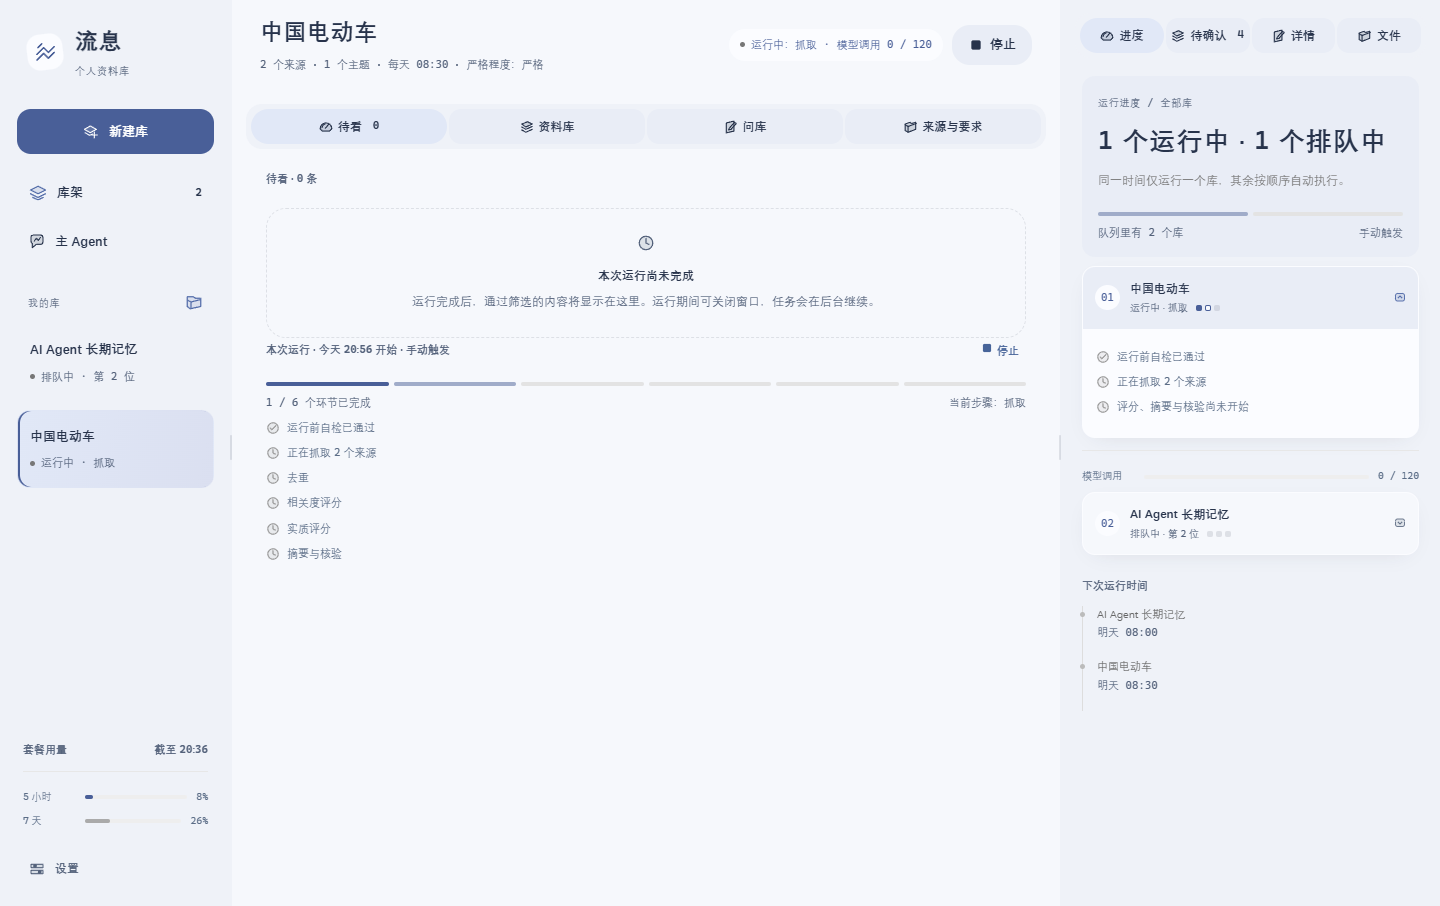 流息
个人资料库
新建库
库架 2
主 Agent
我的库
AI Agent 长期记忆
排队中 · 第 2 位
中国电动车
运行中 · 抓取
套餐用量 截至 20:36
5 小时 8%
7 天 26%
设置
中国电动车
2 个来源 · 1 个主题 · 每天 08:30 · 严格程度：严格
运行中：抓取 · 模型调用 0 / 120
停止
待看 0
资料库
问库
来源与要求
待看 · 0 条
本次运行尚未完成
运行完成后，通过筛选的内容将显示在这里。运行期间可关闭窗口，任务会在后台继续。
本次运行 · 今天 20:56 开始 · 手动触发 停止
1 / 6 个环节已完成 当前步骤：抓取
运行前自检已通过
正在抓取 2 个来源
去重
相关度评分
实质评分
摘要与核验
进度
待确认 4
详情
文件
运行进度 / 全部库
1 个运行中 · 1 个排队中
同一时间仅运行一个库，其余按顺序自动执行。
队列里有 2 个库 手动触发
01 中国电动车
运行中 · 抓取
运行前自检已通过
正在抓取 2 个来源
评分、摘要与核验尚未开始
模型调用 0 / 120
02 AI Agent 长期记忆
排队中 · 第 2 位
下次运行时间
AI Agent 长期记忆
明天 08:00
中国电动车
明天 08:30